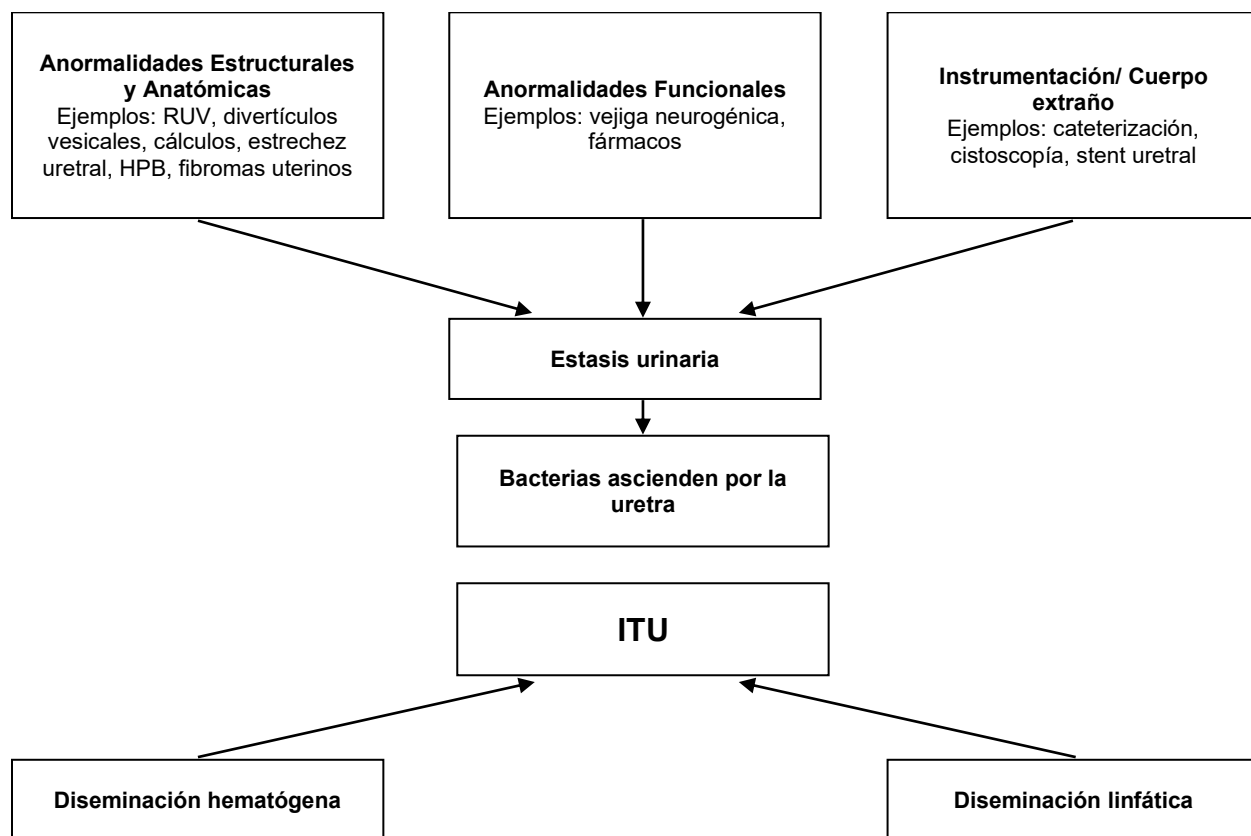 Anormalidades Estructurales
y Anatómicas
Ejemplos: RUV, divertículos
vesicales, cálculos, estrechez
uretral, HPB, fibromas uterinos
Anormalidades Funcionales
Ejemplos: vejiga neurogénica,
fármacos
Instrumentación/ Cuerpo
extraño
Ejemplos: cateterización,
cistoscopía, stent uretral
Estasis urinaria
Bacterias ascienden por la
uretra
ITU
Diseminación hematógena
Diseminación linfática